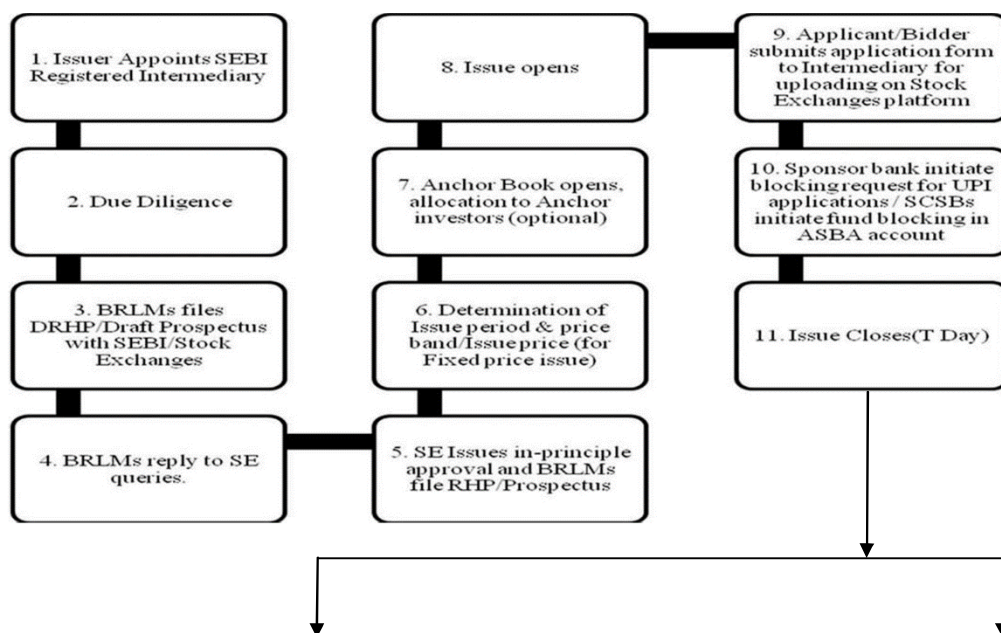 1. Issuer Appoints SEBI
Registered Intermediary
2. Due Diligence
3. BRLMs files
DRHP/Draft Prospectus
with SEBI/Stock
Exchanges
4. BRLMs reply to SE
queries.
5. SE Issues in-principle
approval and BRLMs
file RHP/Prospectus
6. Determination of
Issue period & price
band/Issue price (for
Fixed price issue)
7. Anchor Book opens,
allocation to Anchor
investors (optional)
8. Issue opens
9. Applicant/Bidder
submits application form
to Intermediary for
uploading on Stock
Exchanges platform
10. Sponsor bank initiate
blocking request for UPI
applications / SCSBs
initiate fund blocking in
ASBA account
11. Issue Closes(T Day)